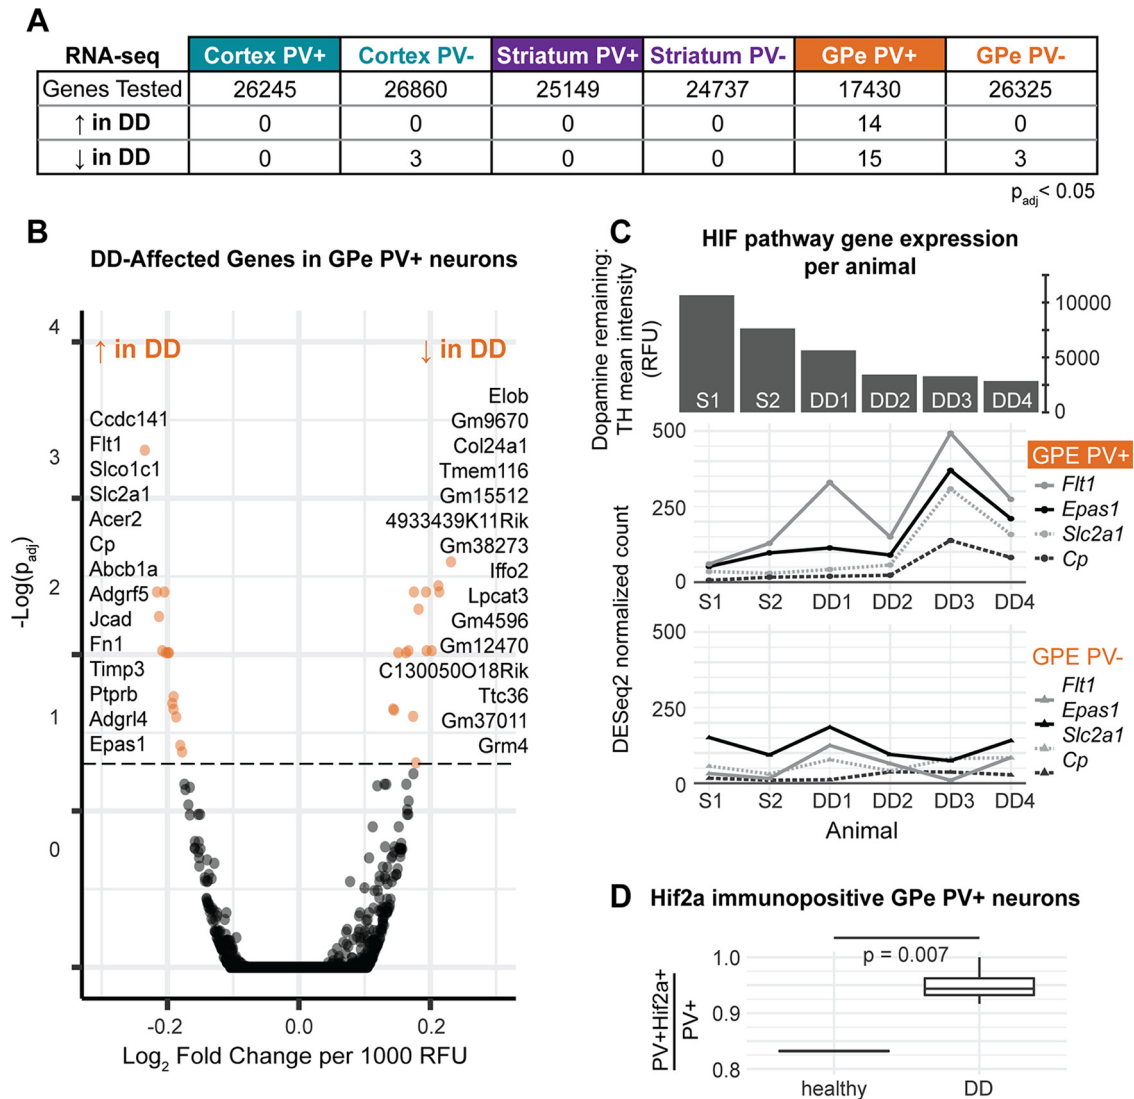 A
RNA-seq Cortex PV+ Cortex PV- Striatum PV+ Striatum PV- GPe PV+ GPe PV-
Genes Tested 26245 26860 25149 24737 17430 26325
↑ in DD 0 0 0 0 14 0
↓ in DD 0 3 0 0 15 3
padj< 0.05
B
DD-Affected Genes in GPe PV+ neurons
↑ in DD
↓ in DD
Ccdc141
Flt1
Slco1c1
Slc2a1
Acer2
Cp
Abcb1a
Adgrf5
Jcad
Fn1
Timp3
Ptprb
Adgrl4
Epas1
Elob
Gm9670
Col24a1
Tmem116
Gm15512
4933439K11Rik
Gm38273
Iffo2
Lpcat3
Gm4596
Gm12470
C130050O18Rik
Ttc36
Gm37011
Grm4
4
3
2
1
0
-Log(padj)
-0.2 0.0 0.2
Log2 Fold Change per 1000 RFU
C
HIF pathway gene expression
per animal
Dopamine remaining:
TH mean intensity
(RFU)
10000
5000
0
S1 S2 DD1 DD2 DD3 DD4
DESeq2 normalized count
500
250
0
S1 S2 DD1 DD2 DD3 DD4
GPE PV+
Flt1
Epas1
Slc2a1
Cp
500
250
0
S1 S2 DD1 DD2 DD3 DD4
Animal
GPE PV-
Flt1
Epas1
Slc2a1
Cp
D
Hif2a immunopositive GPe PV+ neurons
p = 0.007
PV+Hif2a+
PV+
1.0
0.9
0.8
healthy DD